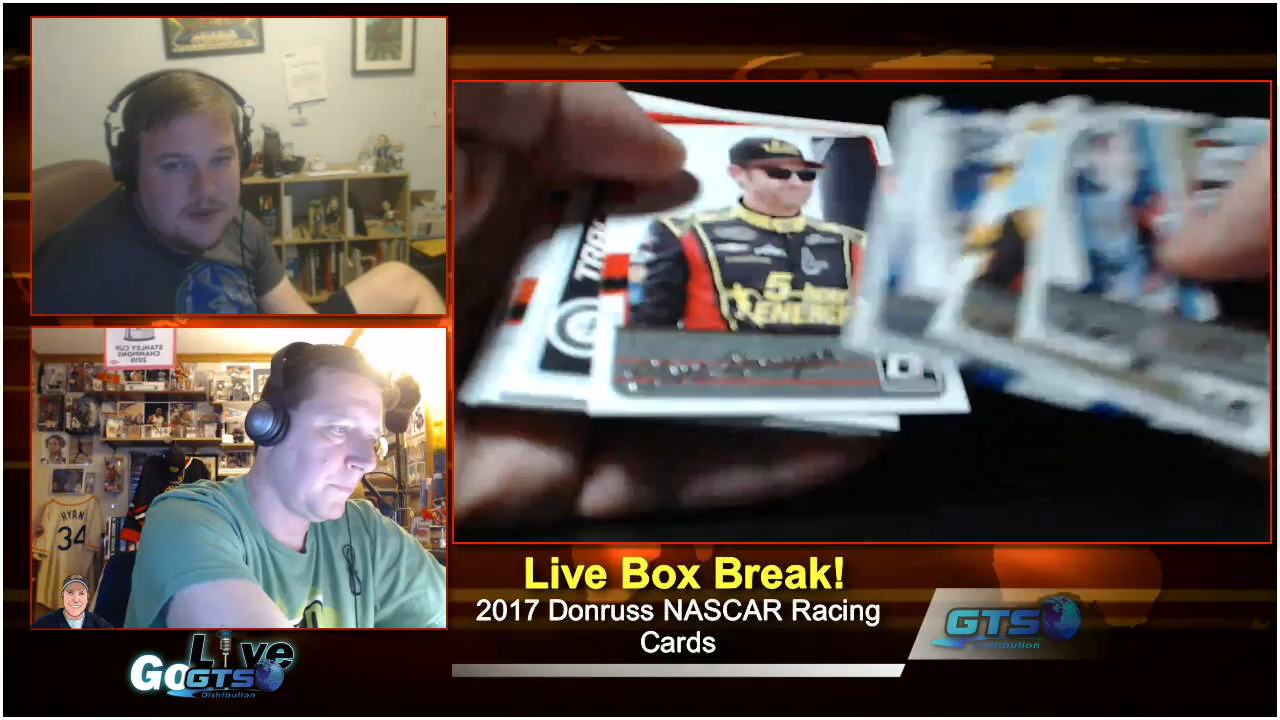 STANLEY CUP
CHAMPIONS
2010
RYAN
34
5-hour
ENERGY
Live Box Break!
2017 Donruss NASCAR Racing
Cards
GTS
Distribution
Live
GoGTS
Distribution